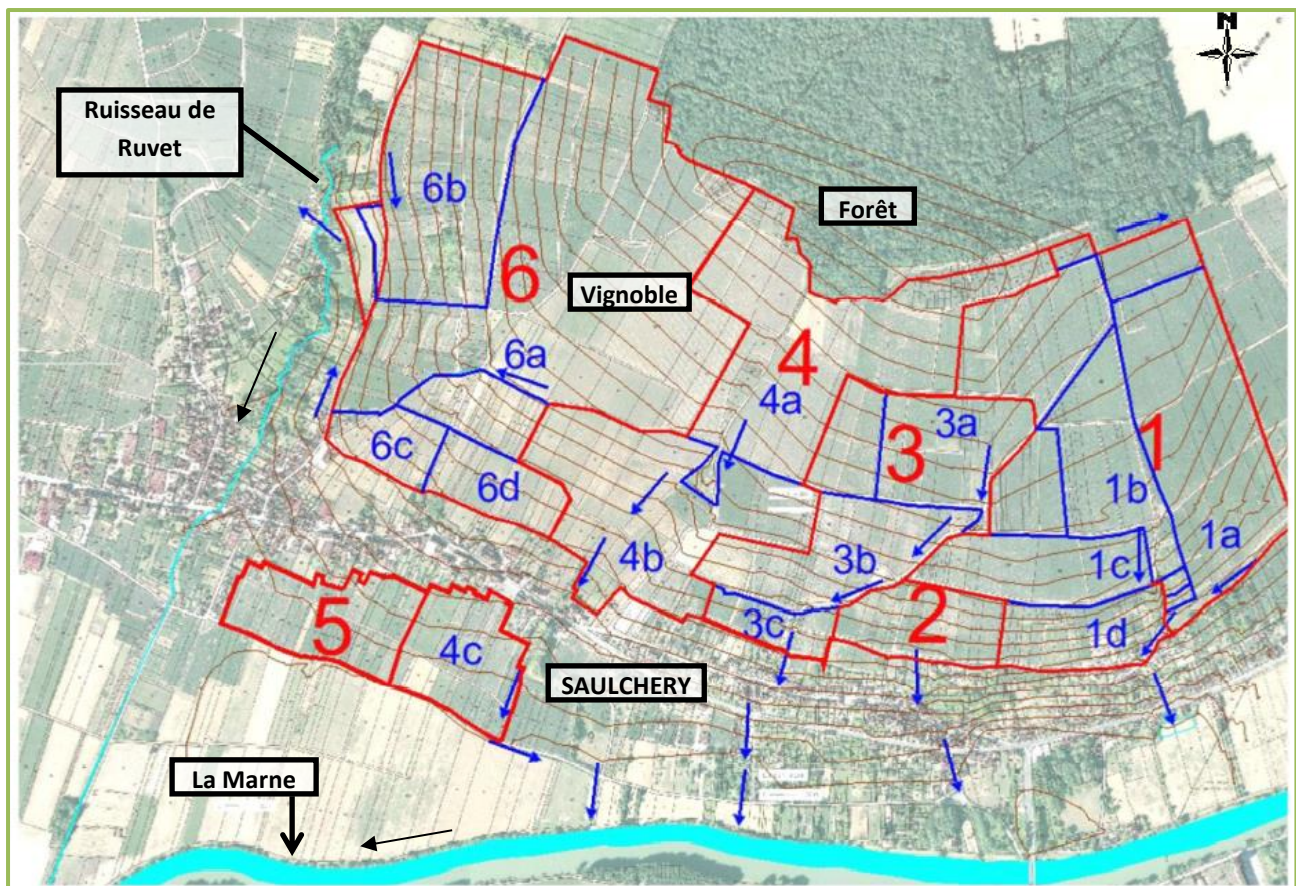 N
Ruisseau de
Ruvet
6b
Forêt
6
Vignoble
6a
4
4a
3a
3
1
1b
6c
6d
4b
3b
1c
1a
5
4c
3c
2
1d
SAULCHERY
La Marne